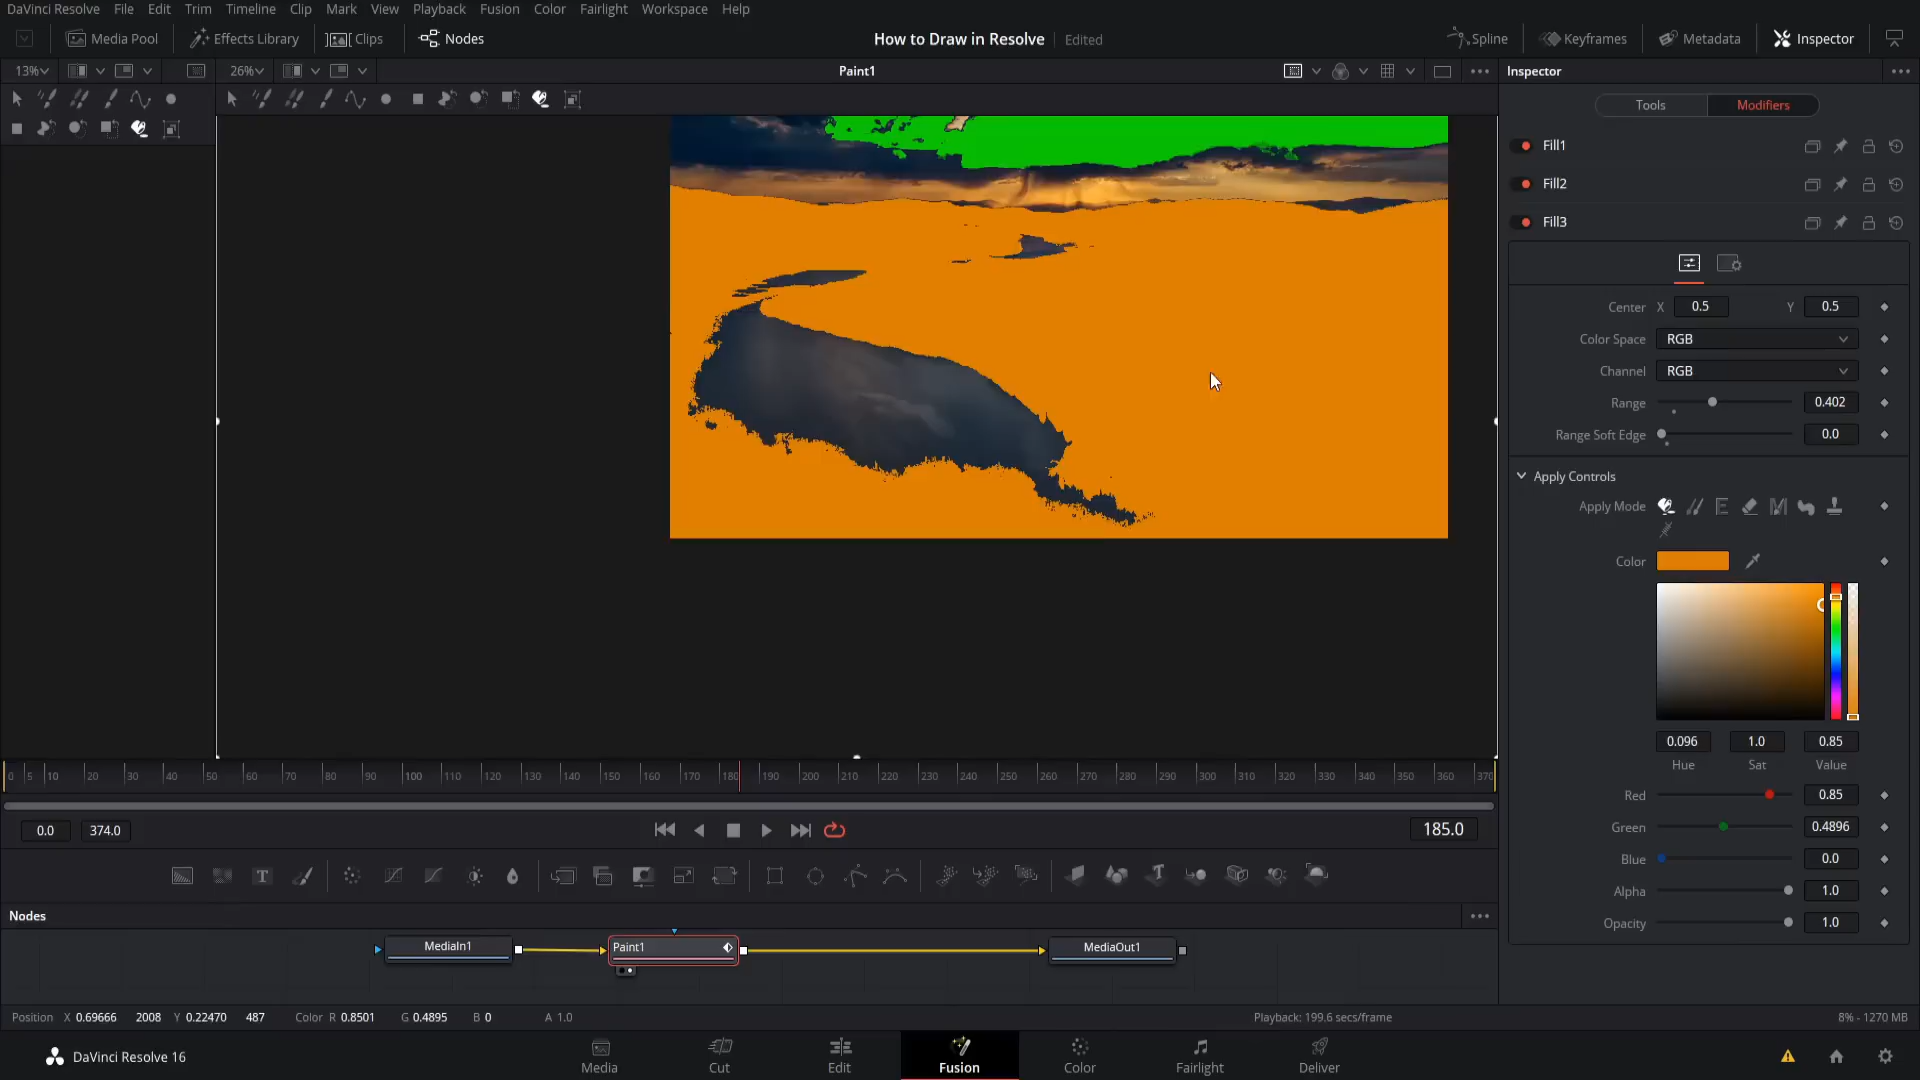 DaVinci Resolve File Edit Trim Timeline Clip Mark View Playback Fusion Color Fairlight Workspace Help
Media Pool Effects Library Clips Nodes How to Draw in Resolve Edited Spline Keyframes Metadata Inspector
13% 26% Paint1 Inspector
Tools Modifiers
Fill1
Fill2
Fill3
Center X 0.5 Y 0.5
Color Space RGB
Channel RGB
Range 0.402
Range Soft Edge 0.0
Apply Controls
Apply Mode
Color
0.096 1.0 0.85
Hue Sat Value
0 5 10 20 30 40 50 60 70 80 90 100 110 120 130 140 150 160 170 180 190 200 210 220 230 240 250 260 270 280 290 300 310 320 330 340 350 360 370
Red 0.85
Green 0.4896
Blue 0.0
Alpha 1.0
Opacity 1.0
0.0 374.0 185.0
Nodes
MediaIn1 Paint1 MediaOut1
Position X 0.69666 2008 Y 0.22470 487 Color R 0.8501 G 0.4895 B 0 A 1.0 Playback: 199.6 secs/frame 8% - 1270 MB
DaVinci Resolve 16 Media Cut Edit Fusion Color Fairlight Deliver